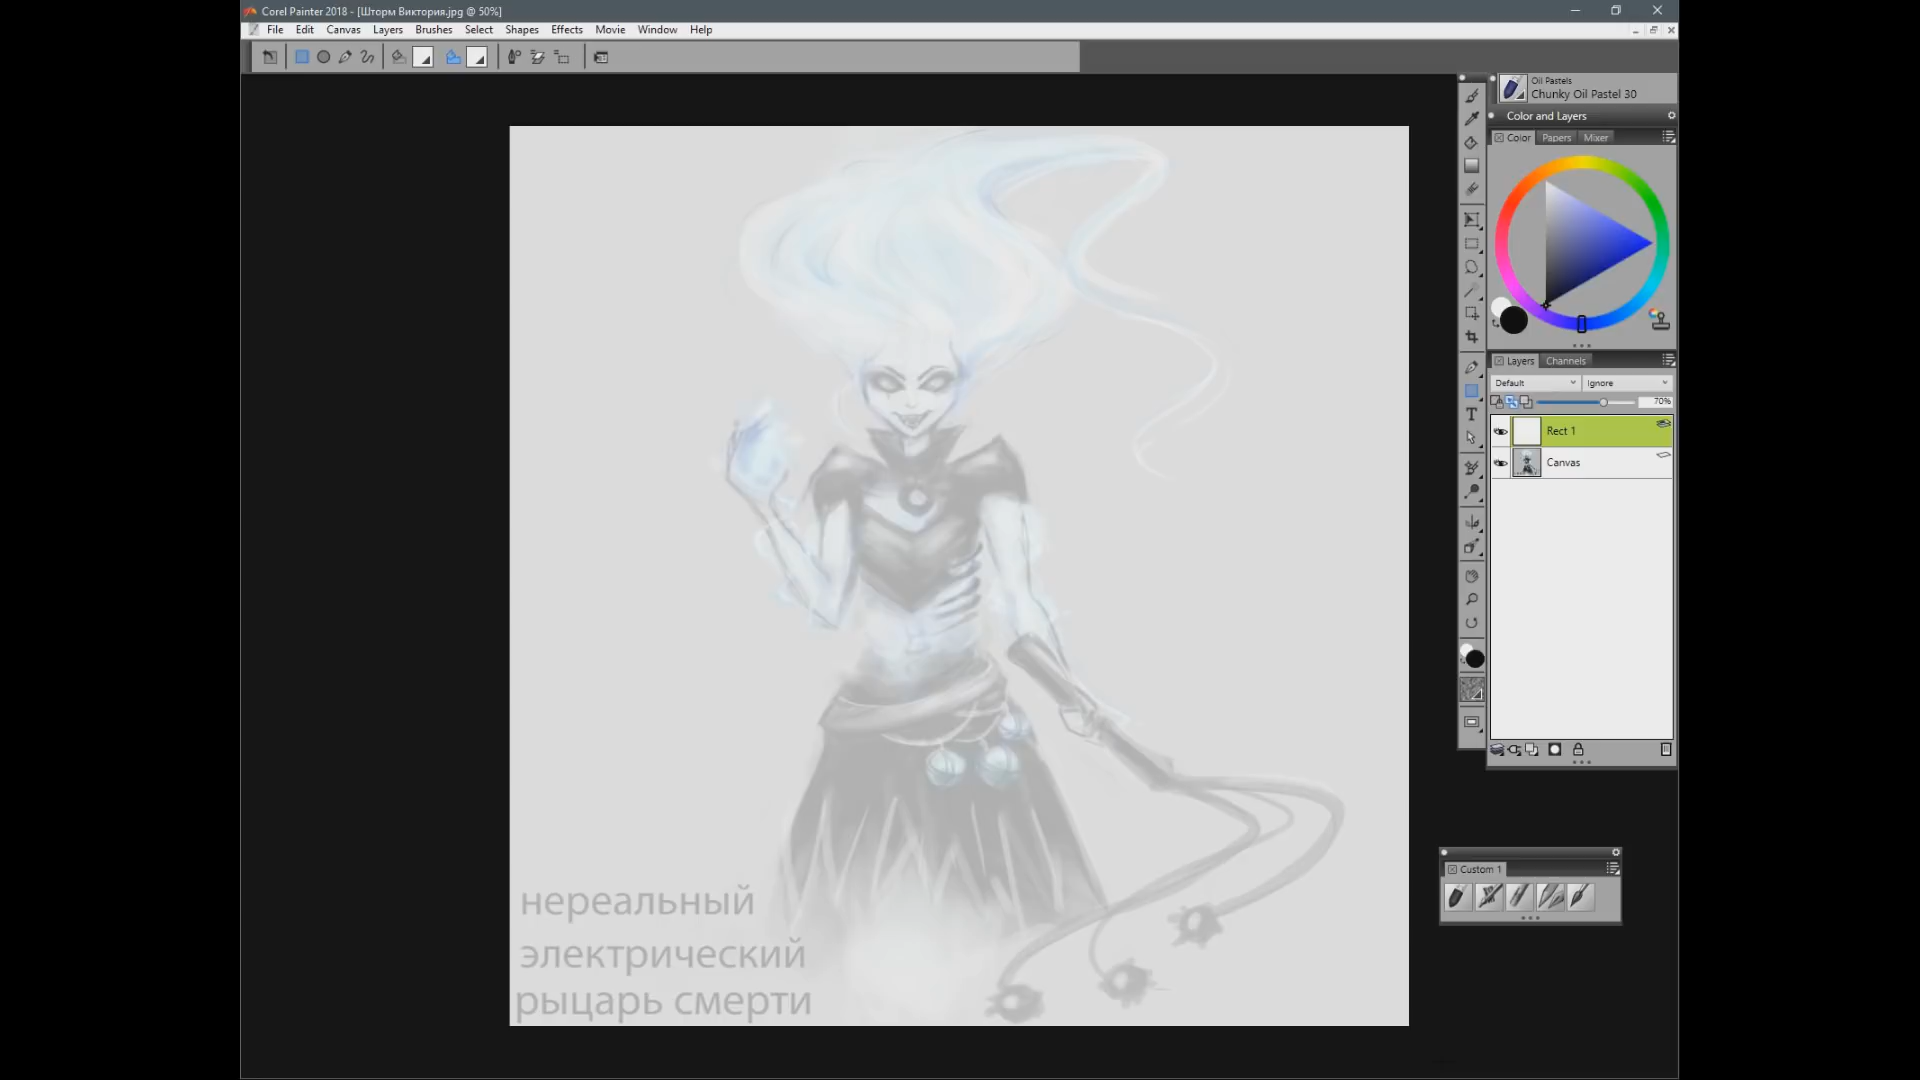 Corel Painter 2018 - [Шторм Виктория.jpg @ 50%]
File Edit Canvas Layers Brushes Select Shapes Effects Movie Window Help
Oil Pastels
Chunky Oil Pastel 30
Color and Layers
Color Papers Mixer
Layers Channels
Default Ignore
70%
Rect 1
Canvas
T
Custom 1
нереальный
электрический
рыцарь смерти